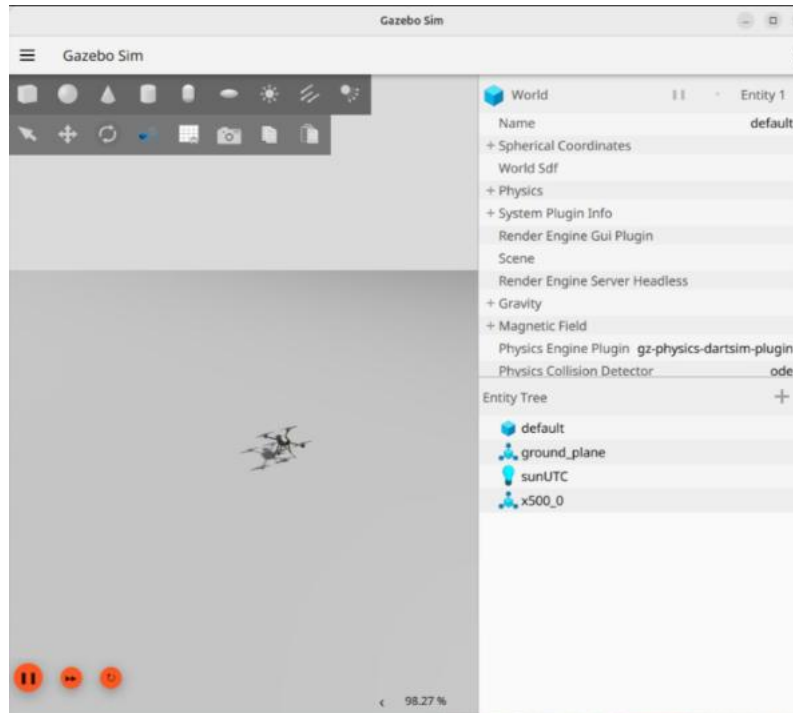 Gazebo Sim
Gazebo Sim
World Entity 1
Name default
+ Spherical Coordinates
World Sdf
+ Physics
+ System Plugin Info
Render Engine Gui Plugin
Scene
Render Engine Server Headless
+ Gravity
+ Magnetic Field
Physics Engine Plugin gz-physics-dartsim-plugin
Physics Collision Detector ode
Entity Tree +
default
ground_plane
sunUTC
x500_0
98.27 %